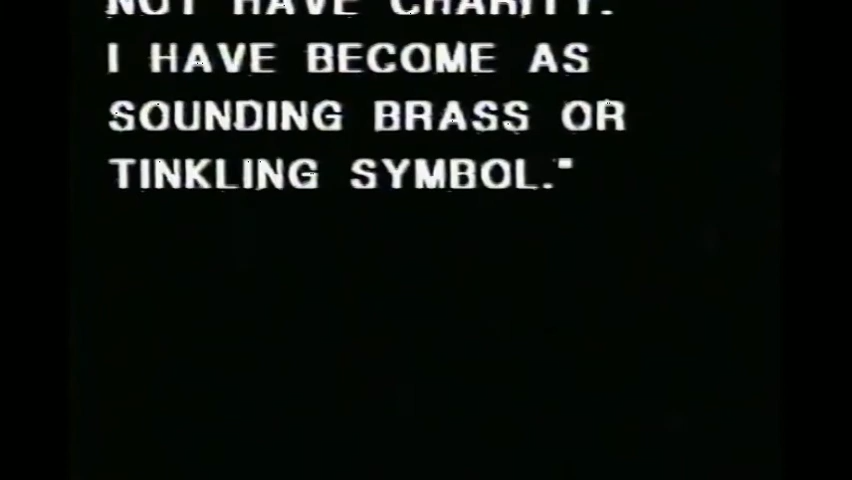 NOT HAVE CHARITY.
I HAVE BECOME AS
SOUNDING BRASS OR
TINKLING SYMBOL."